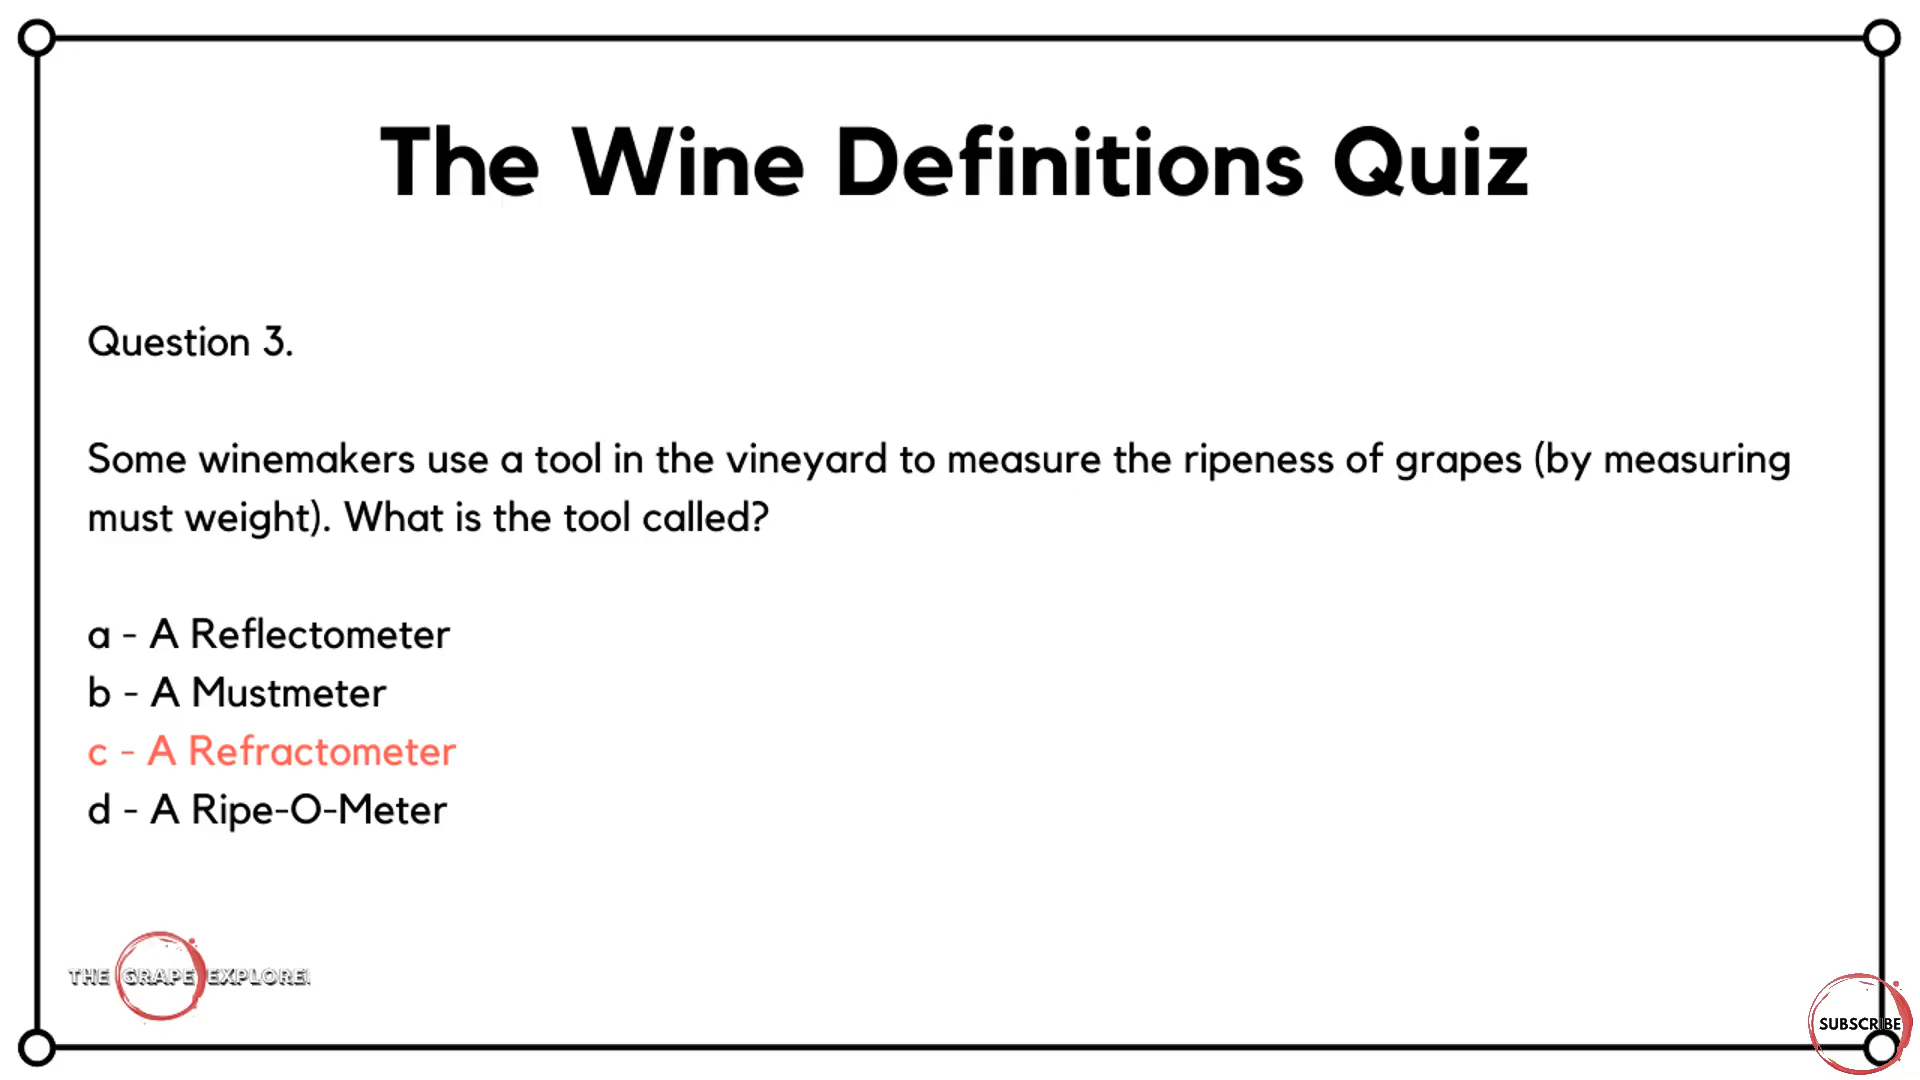 The Wine Definitions Quiz
Question 3.
Some winemakers use a tool in the vineyard to measure the ripeness of grapes (by measuring
must weight). What is the tool called?
a - A Reflectometer
b - A Mustmeter
c - A Refractometer
d - A Ripe-O-Meter
THE GRAPE EXPLORE
SUBSCRIBE